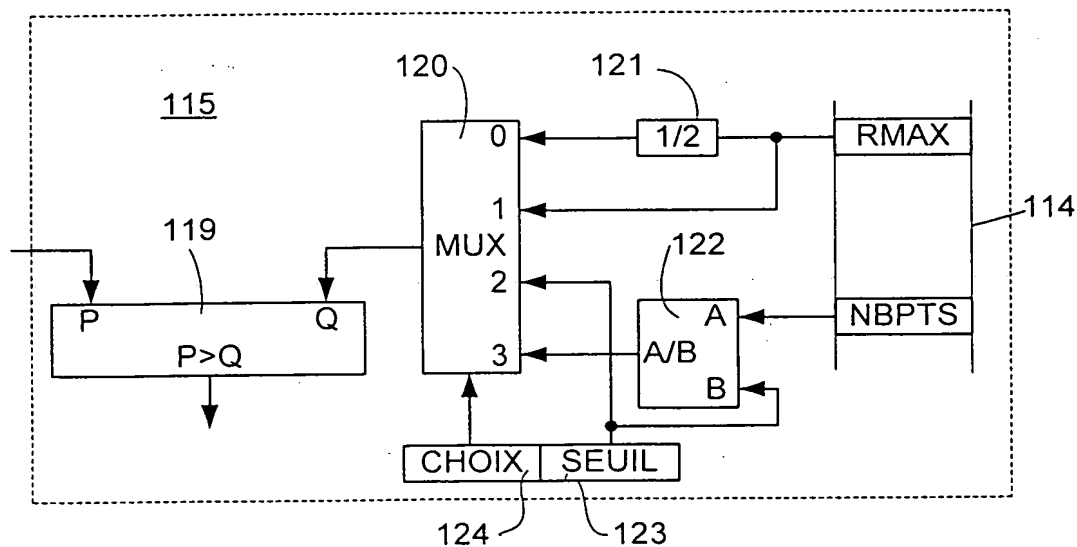 120
121
115
0
1/2
RMAX
1
114
119
MUX
122
2
P
Q
A
NBPTS
P>Q
3
A/B
B
CHOIX
SEUIL
124
123